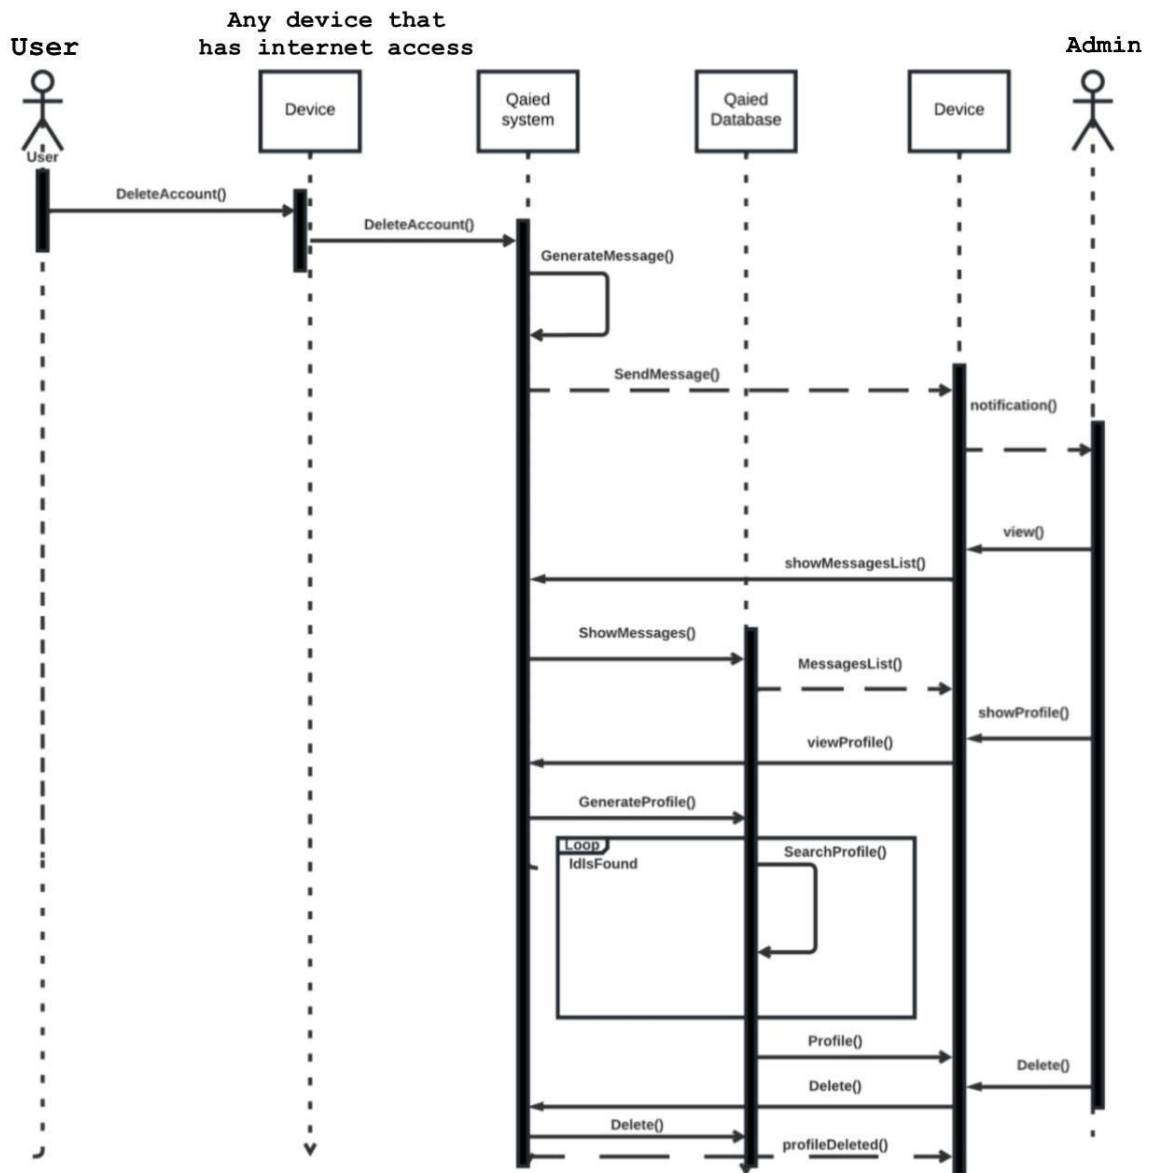 Any device that
User
has internet access
Admin
Device
Qaied
system
Qaied
Database
Device
User
DeleteAccount()
DeleteAccount()
GenerateMessage()
SendMessage()
notification()
view()
showMessagesList()
ShowMessages()
MessagesList()
showProfile()
viewProfile()
GenerateProfile()
Loop
SearchProfile()
IdIsFound
Profile()
Delete()
Delete()
Delete()
profileDeleted()